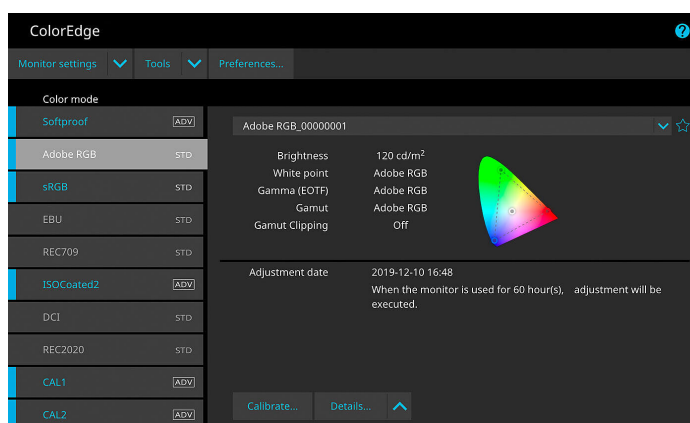 ColorEdge
?
Monitor settings Tools Preferences...
Color mode
Softproof ADV
Adobe RGB STD
sRGB STD
EBU STD
REC709 STD
ISOCoated2 ADV
DCI STD
REC2020 STD
CAL1 ADV
CAL2 ADV
Adobe RGB_00000001
Brightness 120 cd/m²
White point Adobe RGB
Gamma (EOTF) Adobe RGB
Gamut Adobe RGB
Gamut Clipping Off
Adjustment date 2019-12-10 16:48
When the monitor is used for 60 hour(s), adjustment will be
executed.
Calibrate... Details...